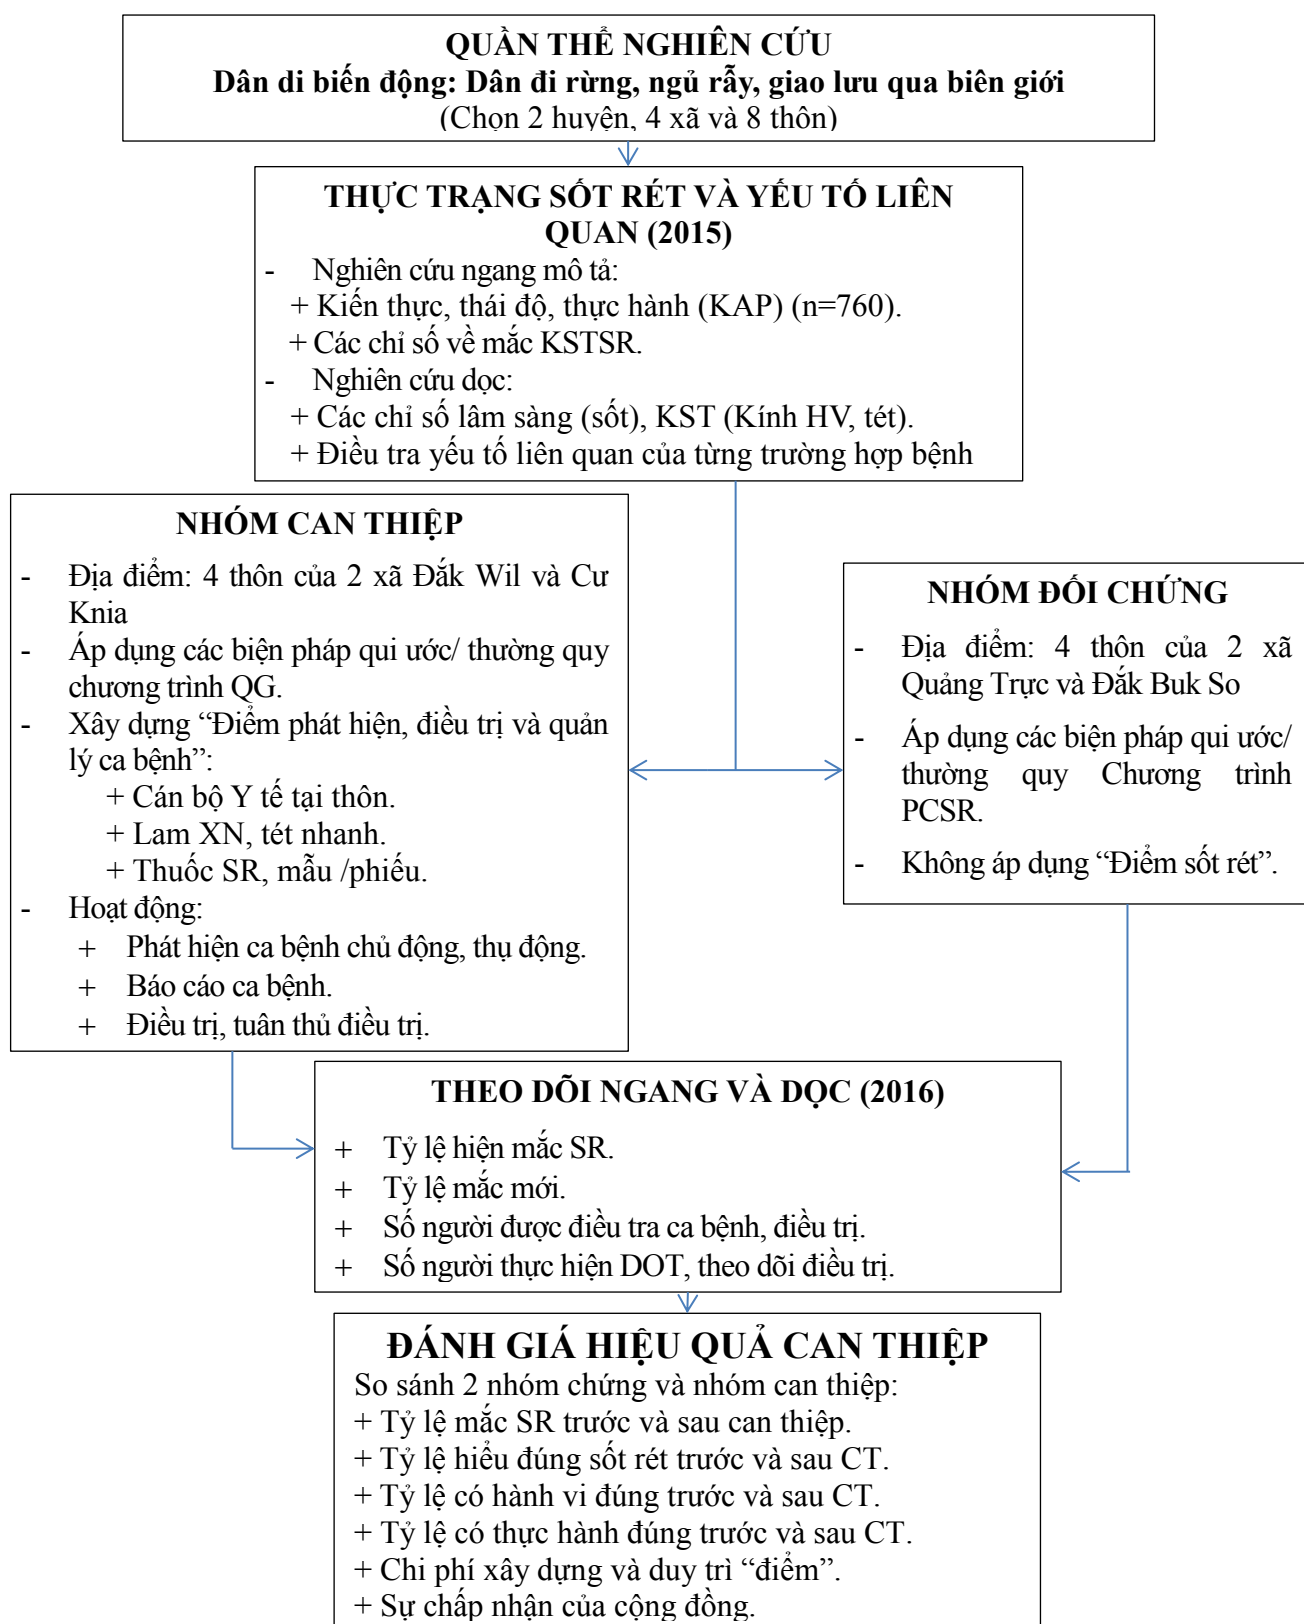 QUẦN THỂ NGHIÊN CỨU
Dân di biến động: Dân đi rừng, ngủ rẫy, giao lưu qua biên giới
(Chọn 2 huyện, 4 xã và 8 thôn)
THỰC TRẠNG SỐT RÉT VÀ YẾU TỐ LIÊN
QUAN (2015)
- Nghiên cứu ngang mô tả:
+ Kiến thức, thái độ, thực hành (KAP) (n=760).
+ Các chỉ số về mắc KSTSR.
- Nghiên cứu dọc:
+ Các chỉ số lâm sàng (sốt), KST (Kính HV, tét).
+ Điều tra yếu tố liên quan của từng trường hợp bệnh
NHÓM CAN THIỆP
- Địa điểm: 4 thôn của 2 xã Đắk Wil và Cư
Knia
- Áp dụng các biện pháp qui ước/ thường quy
chương trình QG.
- Xây dựng “Điểm phát hiện, điều trị và quản
lý ca bệnh”:
+ Cán bộ Y tế tại thôn.
+ Lam XN, tét nhanh.
+ Thuốc SR, mẫu /phiếu.
- Hoạt động:
+ Phát hiện ca bệnh chủ động, thụ động.
+ Báo cáo ca bệnh.
+ Điều trị, tuân thủ điều trị.
NHÓM ĐỐI CHỨNG
- Địa điểm: 4 thôn của 2 xã
Quảng Trực và Đắk Buk So
- Áp dụng các biện pháp qui ước/
thường quy Chương trình
PCSR.
- Không áp dụng “Điểm sốt rét”.
THEO DÕI NGANG VÀ DỌC (2016)
+ Tỷ lệ hiện mắc SR.
+ Tỷ lệ mắc mới.
+ Số người được điều tra ca bệnh, điều trị.
+ Số người thực hiện DOT, theo dõi điều trị.
ĐÁNH GIÁ HIỆU QUẢ CAN THIỆP
So sánh 2 nhóm chứng và nhóm can thiệp:
+ Tỷ lệ mắc SR trước và sau can thiệp.
+ Tỷ lệ hiểu đúng sốt rét trước và sau CT.
+ Tỷ lệ có hành vi đúng trước và sau CT.
+ Tỷ lệ có thực hành đúng trước và sau CT.
+ Chi phí xây dựng và duy trì “điểm”.
+ Sự chấp nhận của cộng đồng.